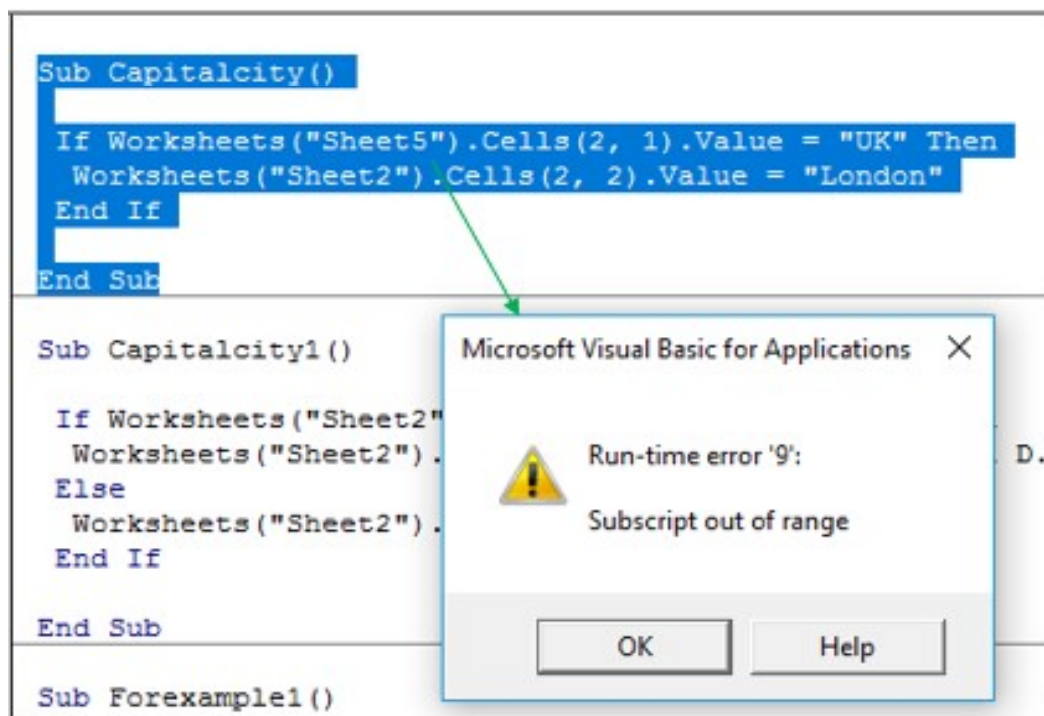 Sub Capitalcity()
If Worksheets("Sheet5").Cells(2, 1).Value = "UK" Then
Worksheets("Sheet2").Cells(2, 2).Value = "London"
End If
End Sub
Sub Capitalcity1()
If Worksheets("Sheet2"
Worksheets("Sheet2"). D.
Else
Worksheets("Sheet2").
End If
End Sub
Sub Forexample1()
Microsoft Visual Basic for Applications
Run-time error '9':
Subscript out of range
OK
Help